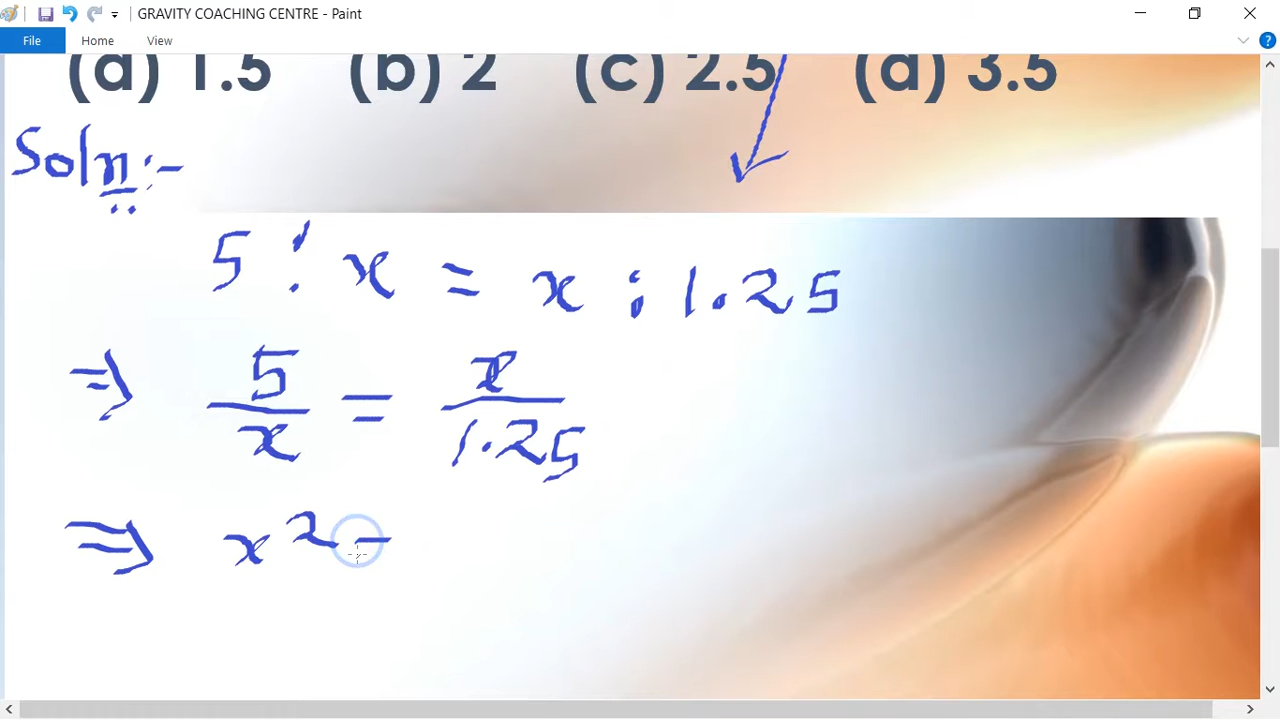 GRAVITY COACHING CENTRE - Paint
File Home View
(a) 1.5 (b) 2 (c) 2.5 (d) 3.5
Soln:-
5 : x = x : 1.25
⇒ 5/x = x/1.25
⇒ x² =